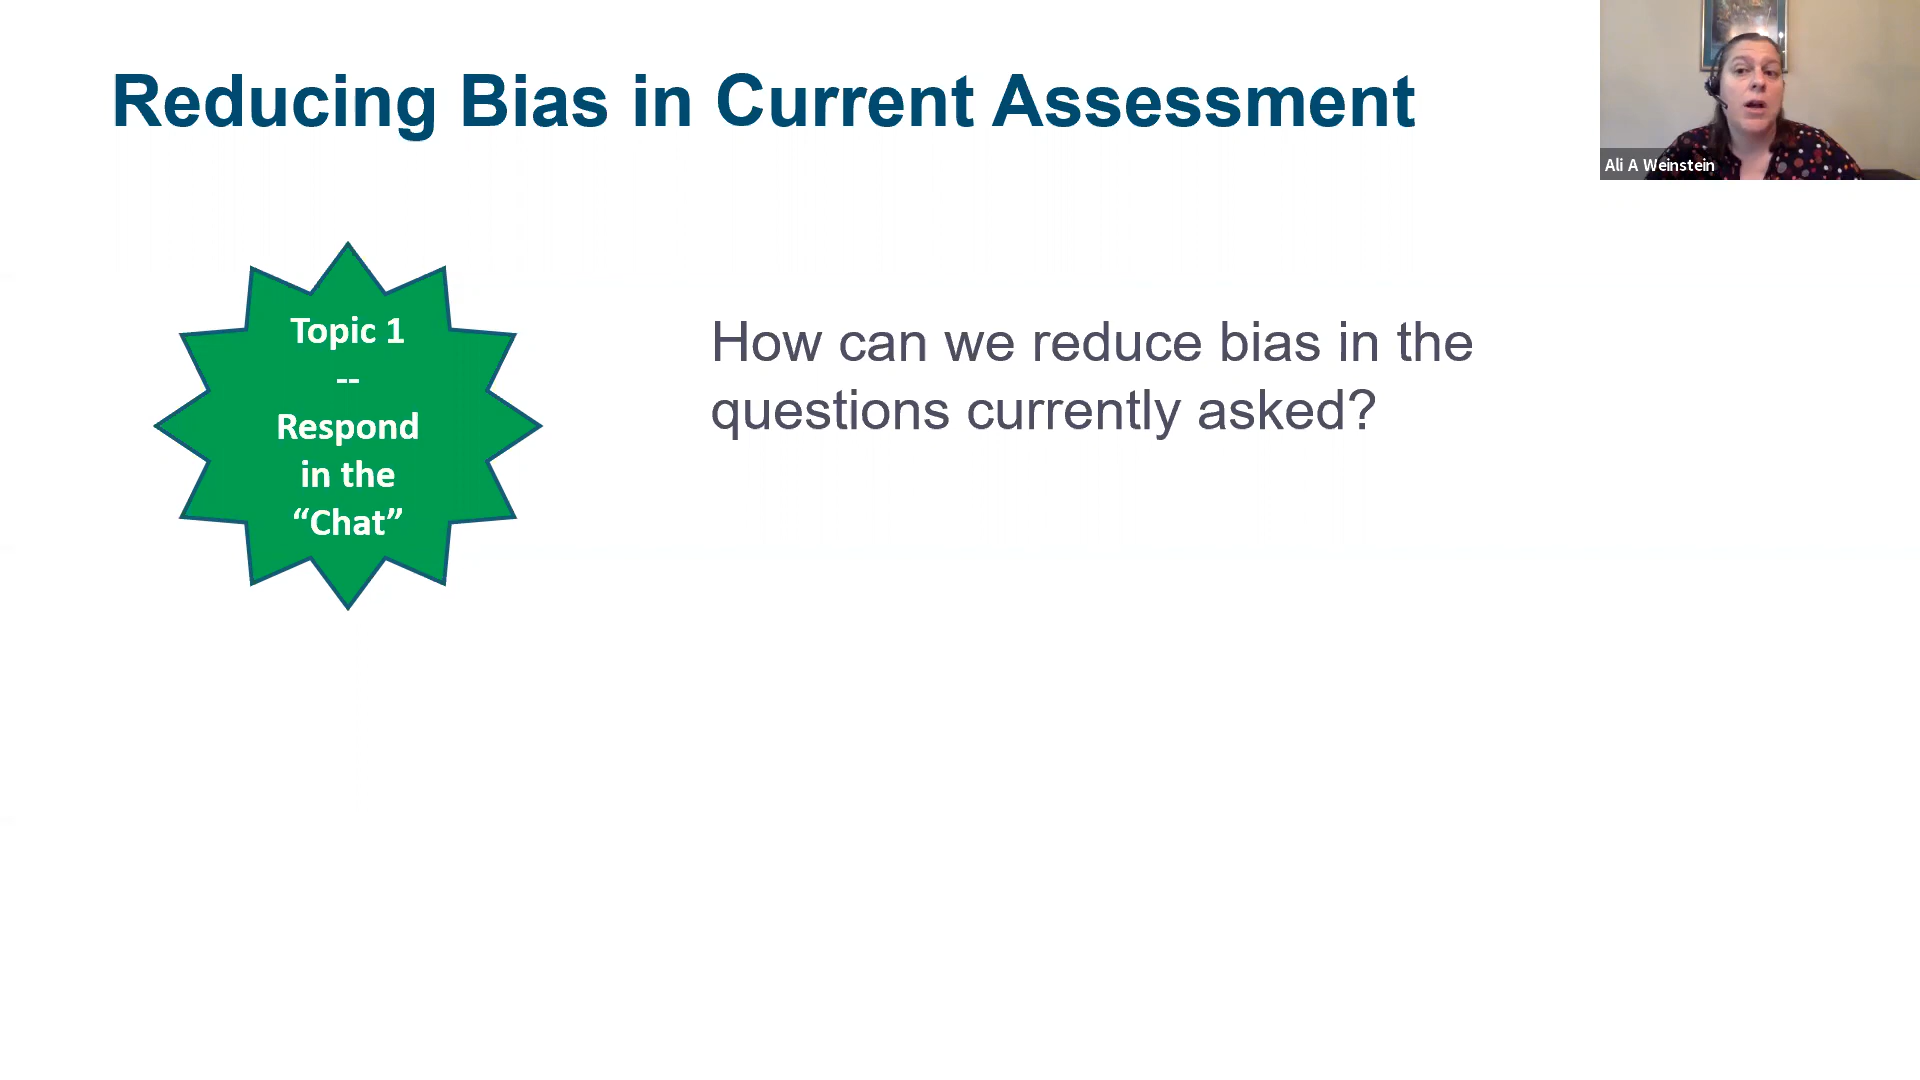 Reducing Bias in Current Assessment
Ali A Weinstein
Topic 1
--
Respond
in the
“Chat”
How can we reduce bias in the
questions currently asked?